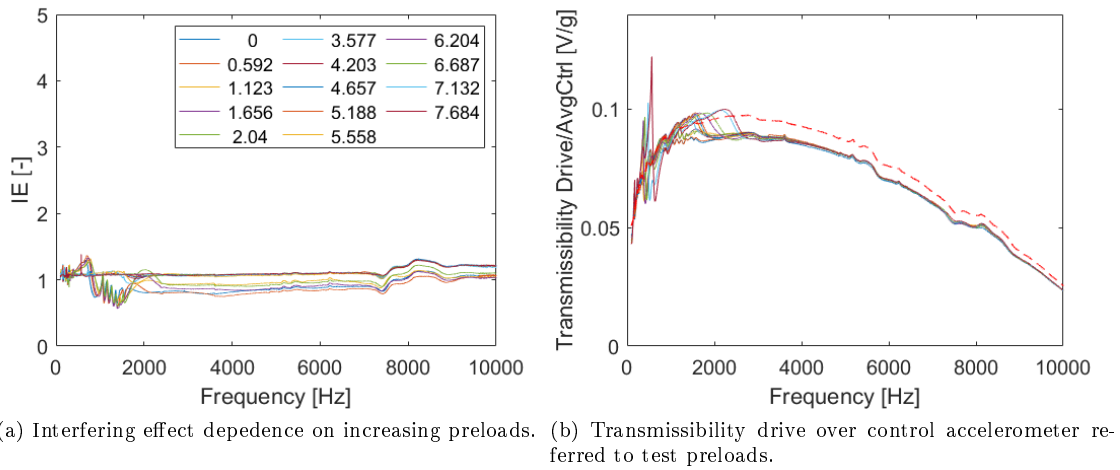 5
4
3
2
1
0
IE [-]
0 3.577 6.204
0.592 4.203 6.687
1.123 4.657 7.132
1.656 5.188 7.684
2.04 5.558
0 2000 4000 6000 8000 10000
Frequency [Hz]
(a) Interfering effect depedence on increasing preloads.
Transmissibility Drive/AvgCtrl [V/g]
0.1
0.05
0
0 2000 4000 6000 8000 10000
Frequency [Hz]
(b) Transmissibility drive over control accelerometer re-
ferred to test preloads.